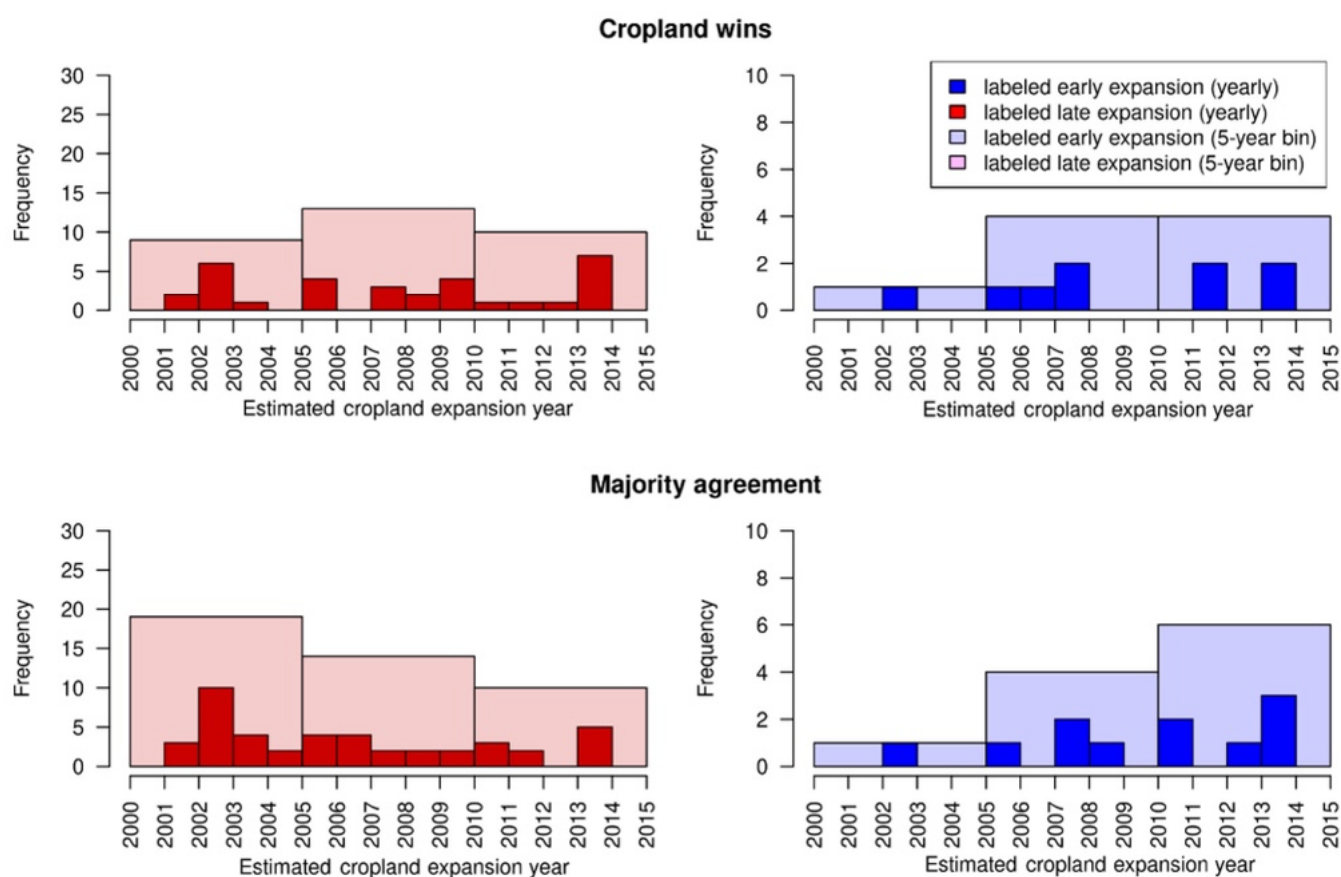 Cropland wins
30
25
20
15
10
5
0
Frequency
2000 2001 2002 2003 2004 2005 2006 2007 2008 2009 2010 2011 2012 2013 2014 2015
Estimated cropland expansion year
10
8
6
4
2
0
Frequency
labeled early expansion (yearly)
labeled late expansion (yearly)
labeled early expansion (5-year bin)
labeled late expansion (5-year bin)
2000 2001 2002 2003 2004 2005 2006 2007 2008 2009 2010 2011 2012 2013 2014 2015
Estimated cropland expansion year
Majority agreement
30
25
20
15
10
5
0
Frequency
2000 2001 2002 2003 2004 2005 2006 2007 2008 2009 2010 2011 2012 2013 2014 2015
Estimated cropland expansion year
10
8
6
4
2
0
Frequency
2000 2001 2002 2003 2004 2005 2006 2007 2008 2009 2010 2011 2012 2013 2014 2015
Estimated cropland expansion year